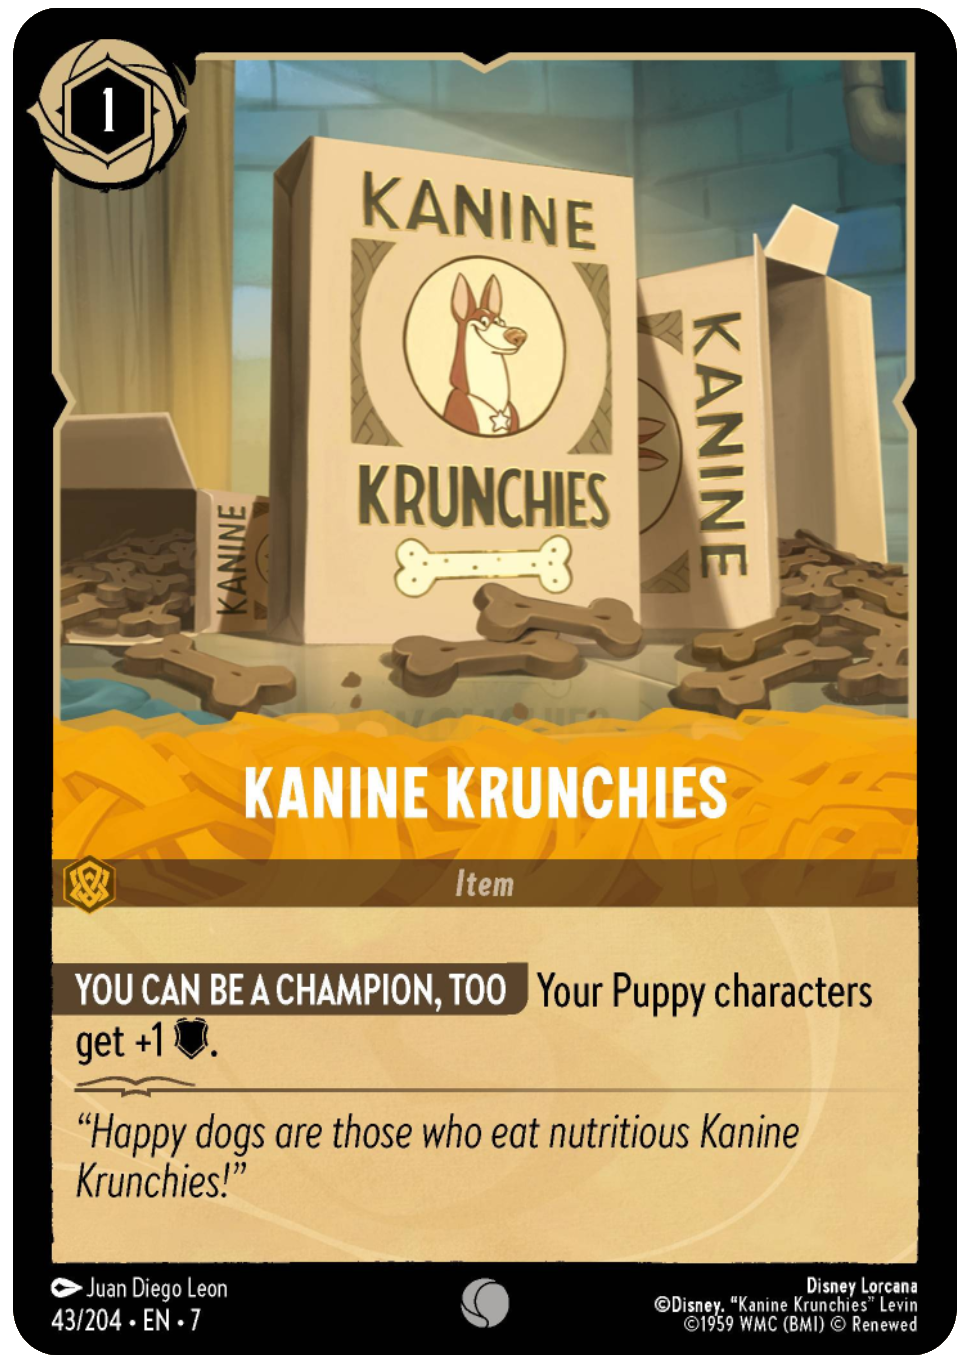 1
KANINE
KRUNCHIES
KANINE
KANINE
KANINE KRUNCHIES
Item
YOU CAN BE A CHAMPION, TOO Your Puppy characters
get +1 .
“Happy dogs are those who eat nutritious Kanine
Krunchies!”
Juan Diego Leon
43/204 • EN • 7
Disney Lorcana
©Disney. “Kanine Krunchies” Levin
©1959 WMC (BMI) © Renewed